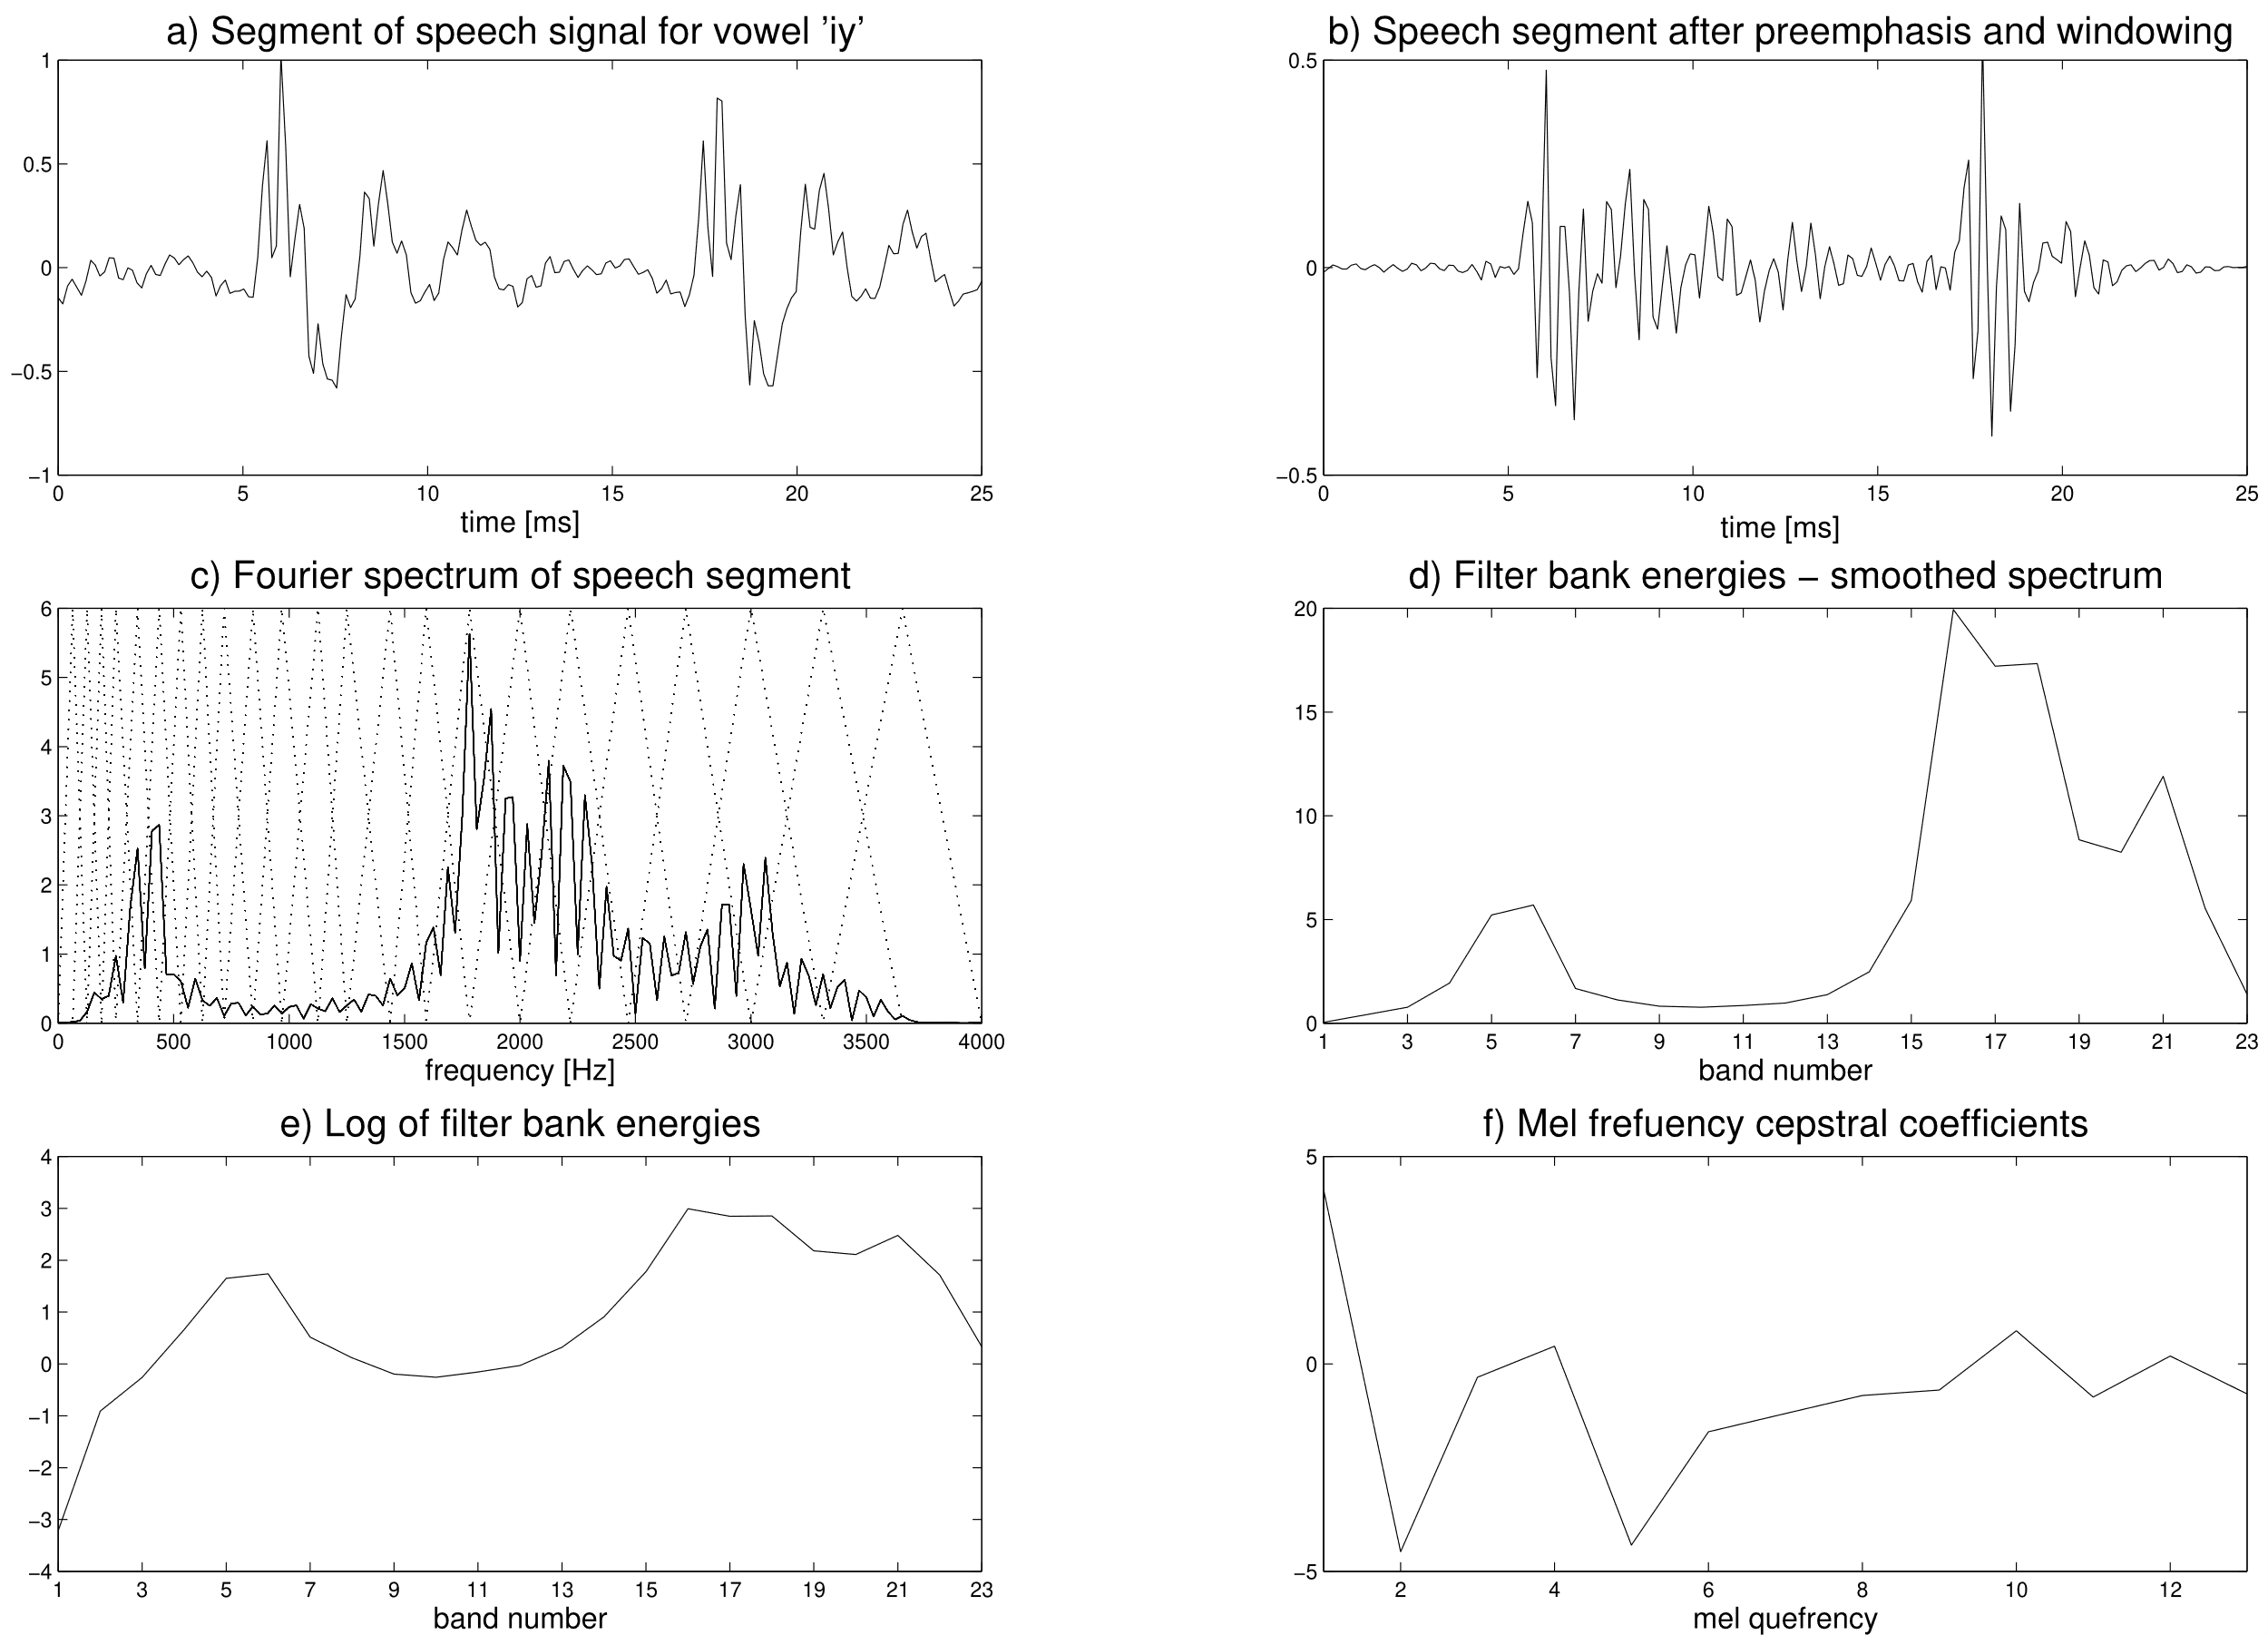 a) Segment of speech signal for vowel ’iy’
1
0.5
0
−0.5
−1
0 5 10 15 20 25
time [ms]
b) Speech segment after preemphasis and windowing
0.5
0
−0.5
0 5 10 15 20 25
time [ms]
c) Fourier spectrum of speech segment
6
5
4
3
2
1
0
0 500 1000 1500 2000 2500 3000 3500 4000
frequency [Hz]
d) Filter bank energies − smoothed spectrum
20
15
10
5
0
1 3 5 7 9 11 13 15 17 19 21 23
band number
e) Log of filter bank energies
4
3
2
1
0
−1
−2
−3
−4
1 3 5 7 9 11 13 15 17 19 21 23
band number
f) Mel frefuency cepstral coefficients
5
0
−5
2 4 6 8 10 12
mel quefrency